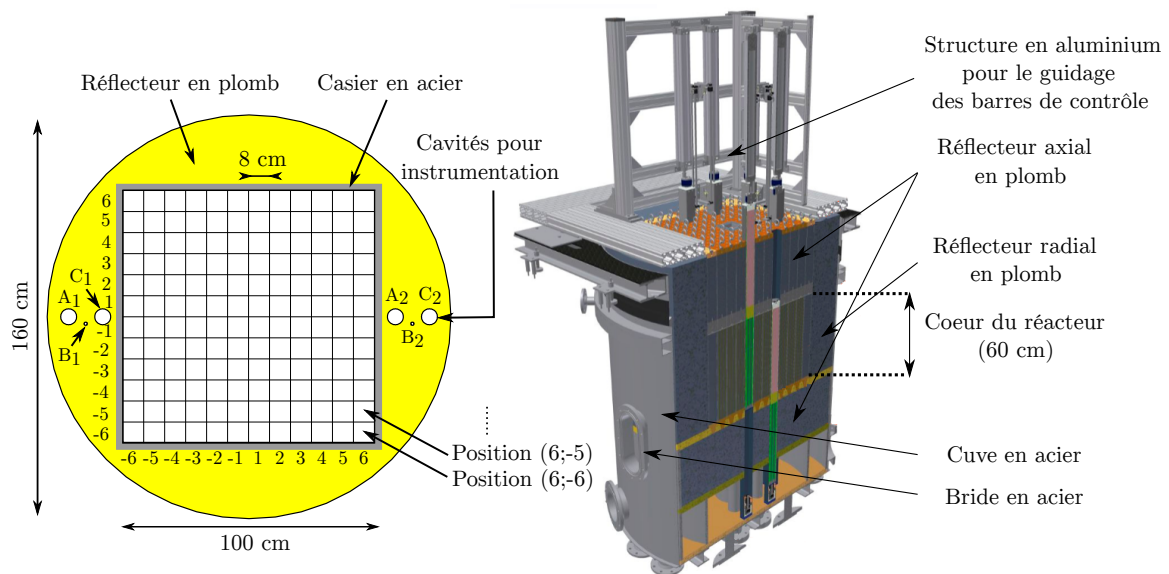 Réflecteur en plomb
Casier en acier
8 cm
Cavités pour
instrumentation
160 cm
6
5
4
3
2
1
-1
-2
-3
-4
-5
-6
A1
C1
B1
A2
C2
B2
-6 -5 -4 -3 -2 -1 1 2 3 4 5 6
100 cm
......
Position (6;-5)
Position (6;-6)
Structure en aluminium
pour le guidage
des barres de contrôle
Réflecteur axial
en plomb
Réflecteur radial
en plomb
Coeur du réacteur
(60 cm)
Cuve en acier
Bride en acier